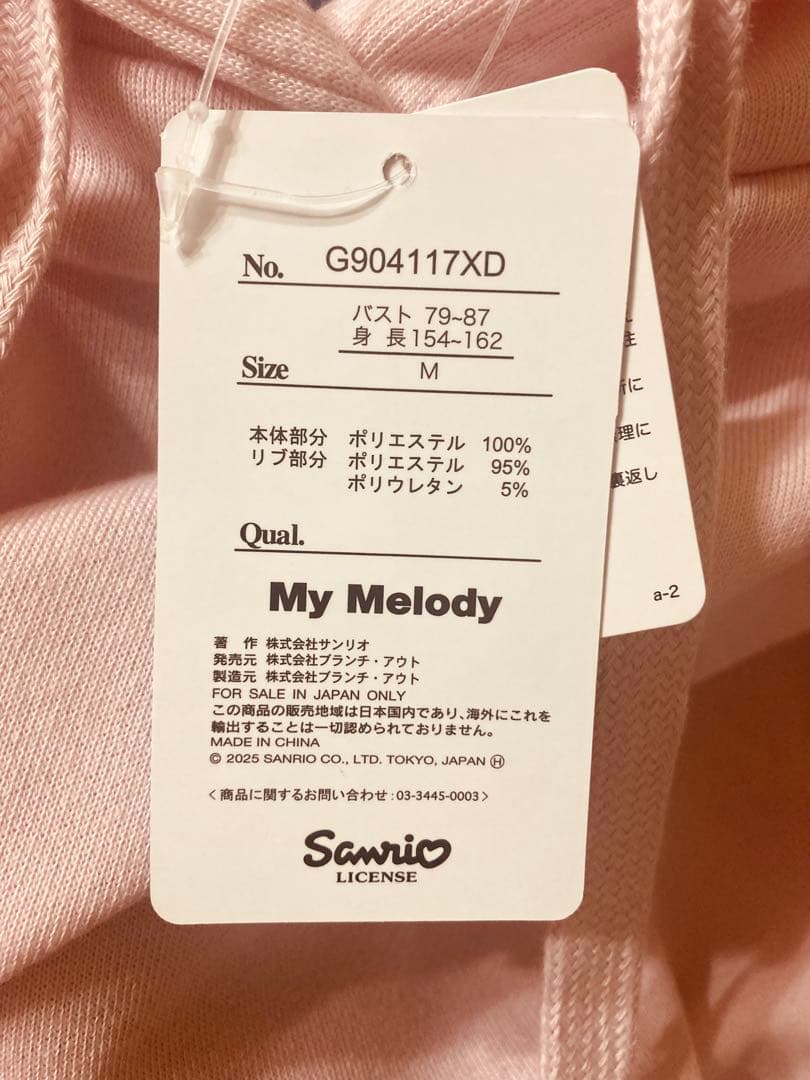 No. G904117XD
バスト 79~87
身 長 154~162
Size M
本体部分 ポリエステル 100%
リブ部分 ポリエステル 95%
ポリウレタン 5%
Qual.
My Melody
著 作 株式会社サンリオ
発売元 株式会社ブランチ・アウト
製造元 株式会社ブランチ・アウト
FOR SALE IN JAPAN ONLY
この商品の販売地域は日本国内であり、海外にこれを
輸出することは一切認められておりません。
MADE IN CHINA
© 2025 SANRIO CO., LTD. TOKYO, JAPAN Ⓗ
<商品に関するお問い合わせ:03-3445-0003>
Sanrio
LICENSE
に
理に
裏返し
a-2